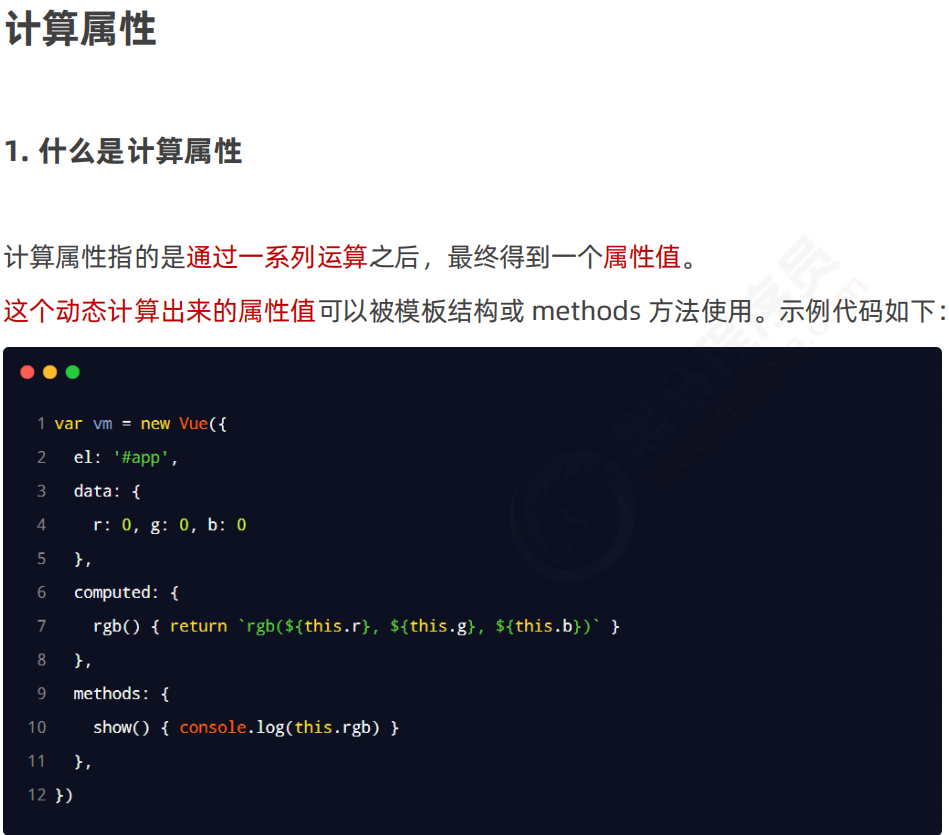 计算属性
1. 什么是计算属性
计算属性指的是通过一系列运算之后，最终得到一个属性值。
这个动态计算出来的属性值可以被模板结构或 methods 方法使用。示例代码如下：
1 var vm = new Vue({
2 el: '#app',
3 data: {
4 r: 0, g: 0, b: 0
5 },
6 computed: {
7 rgb() { return `rgb(${this.r}, ${this.g}, ${this.b})` }
8 },
9 methods: {
10 show() { console.log(this.rgb) }
11 },
12 })
黑马程序员